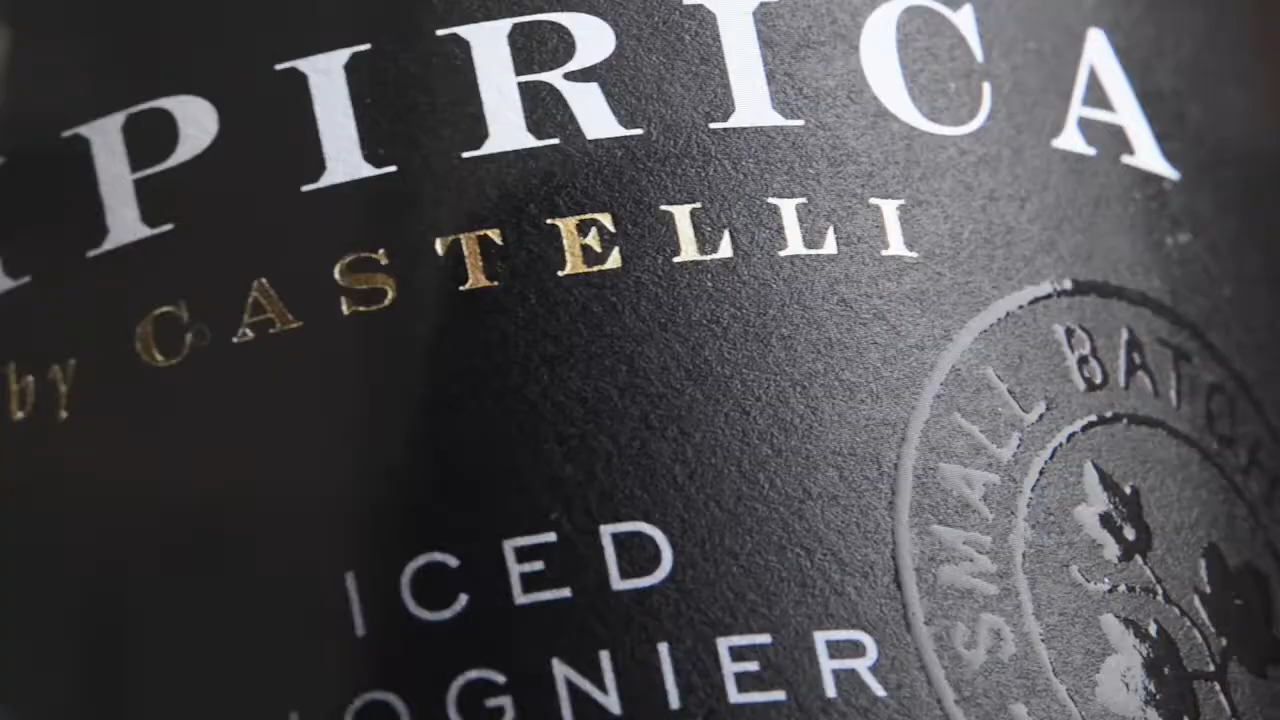 PIRICA
by CASTELLI
SMALL BATCH
ICED
OGNIER